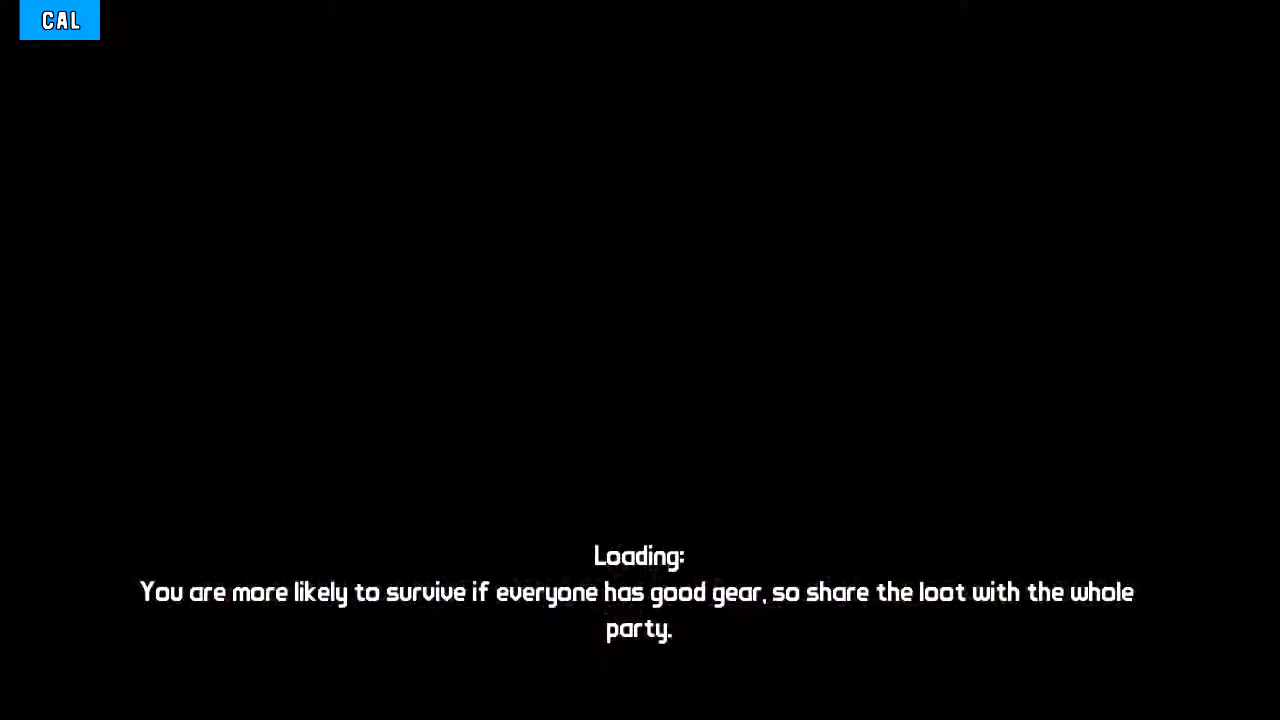 CAL
Loading:
You are more likely to survive if everyone has good gear, so share the loot with the whole
party.